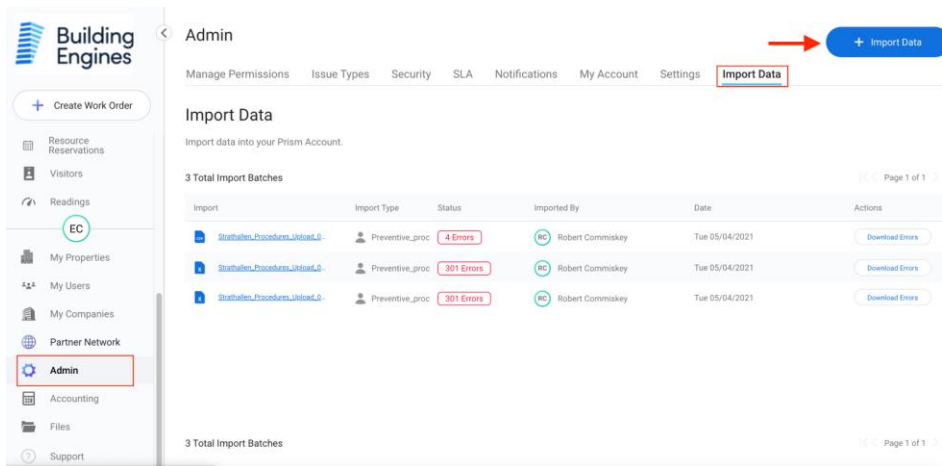 Building
Engines
Create Work Order
Resource
Reservations
Visitors
Readings
EC
My Properties
My Users
My Companies
Partner Network
Admin
Accounting
Files
Support
Admin
+ Import Data
Manage Permissions Issue Types Security SLA Notifications My Account Settings Import Data
Import Data
Import data into your Prism Account.
3 Total Import Batches Page 1 of 1
Import Import Type Status Imported By Date Actions
Strathallen_Procedures_Upload_0... Preventive_proc 4 Errors RC Robert Commiskey Tue 05/04/2021 Download Errors
Strathallen_Procedures_Upload_0... Preventive_proc 301 Errors RC Robert Commiskey Tue 05/04/2021 Download Errors
Strathallen_Procedures_Upload_0... Preventive_proc 301 Errors RC Robert Commiskey Tue 05/04/2021 Download Errors
3 Total Import Batches Page 1 of 1